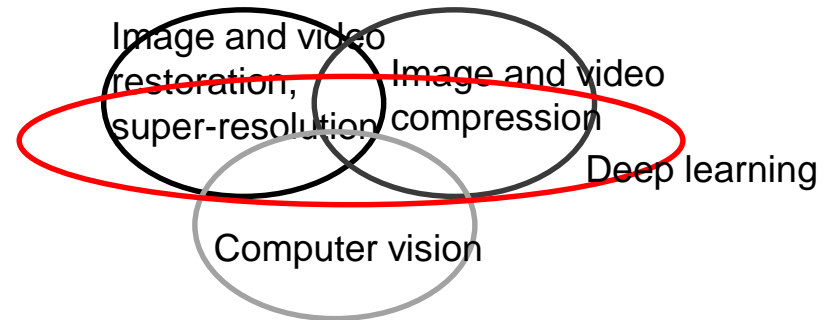 Image and video
restoration,
super-resolution
Image and video
compression
Deep learning
Computer vision